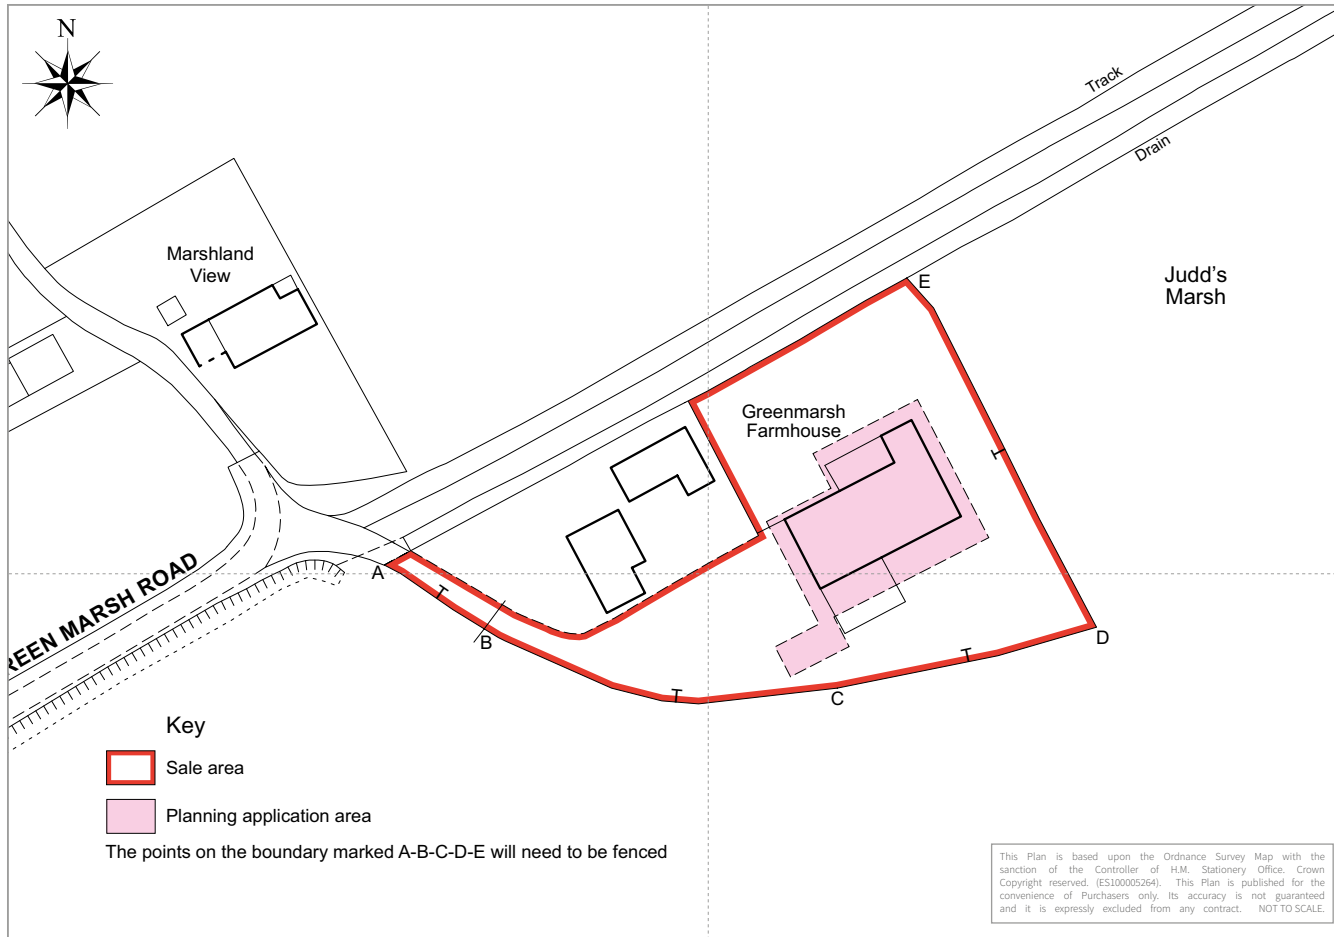 N
Track
Drain
Marshland
View
Judd's
Marsh
E
Greenmarsh
Farmhouse
T
A
T
REEN MARSH ROAD
B
T
C
T
D
Key
Sale area
Planning application area
The points on the boundary marked A-B-C-D-E will need to be fenced
This Plan is based upon the Ordnance Survey Map with the
sanction of the Controller of H.M. Stationery Office. Crown
Copyright reserved. (ES100005264). This Plan is published for the
convenience of Purchasers only. Its accuracy is not guaranteed
and it is expressly excluded from any contract. NOT TO SCALE.